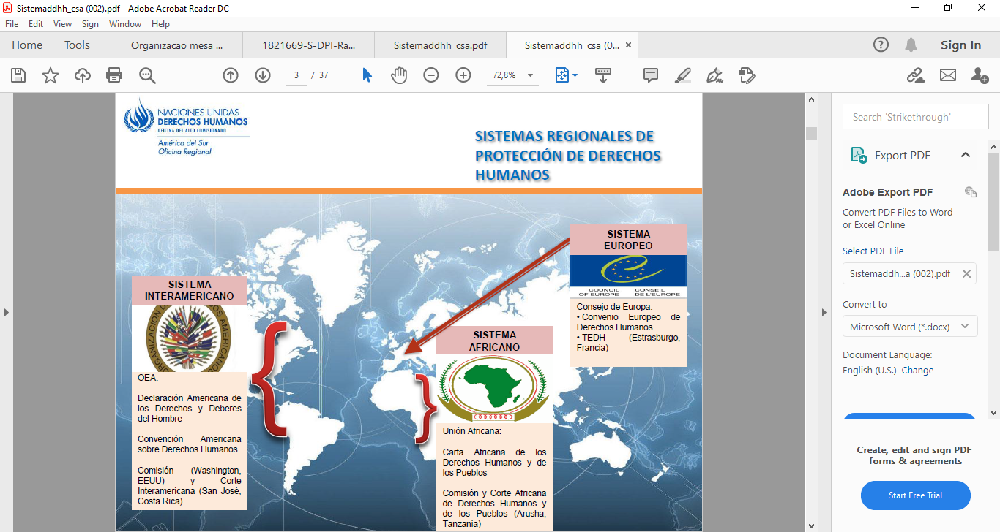 Sistemaddhh_csa (002).pdf - Adobe Acrobat Reader DC
File Edit View Sign Window Help
Home Tools Organizacao mesa ... 1821669-S-DPI-Ra... Sistemaddhh_csa.pdf Sistemaddhh_csa (0... × Sign In
3 / 37 72,8%
NACIONES UNIDAS
DERECHOS HUMANOS
OFICINA DEL ALTO COMISIONADO
América del Sur
Oficina Regional
SISTEMAS REGIONALES DE
PROTECCIÓN DE DERECHOS
HUMANOS
SISTEMA
INTERAMERICANO
OEA:
Declaración Americana de
los Derechos y Deberes
del Hombre
Convención Americana
sobre Derechos Humanos
Comisión (Washington,
EEUU) y Corte
Interamericana (San José,
Costa Rica)
SISTEMA
AFRICANO
Unión Africana:
Carta Africana de los
Derechos Humanos y de
los Pueblos
Comisión y Corte Africana
de Derechos Humanos y
de los Pueblos (Arusha,
Tanzania)
SISTEMA
EUROPEO
COUNCIL CONSEIL
OF EUROPE DE L'EUROPE
Consejo de Europa:
• Convenio Europeo de
Derechos Humanos
• TEDH (Estrasburgo,
Francia)
Search 'Strikethrough'
Export PDF
Adobe Export PDF
Convert PDF Files to Word
or Excel Online
Select PDF File
Sistemaddh...a (002).pdf
Convert to
Microsoft Word (*.docx)
Document Language:
English (U.S.) Change
Create, edit and sign PDF
forms & agreements
Start Free Trial